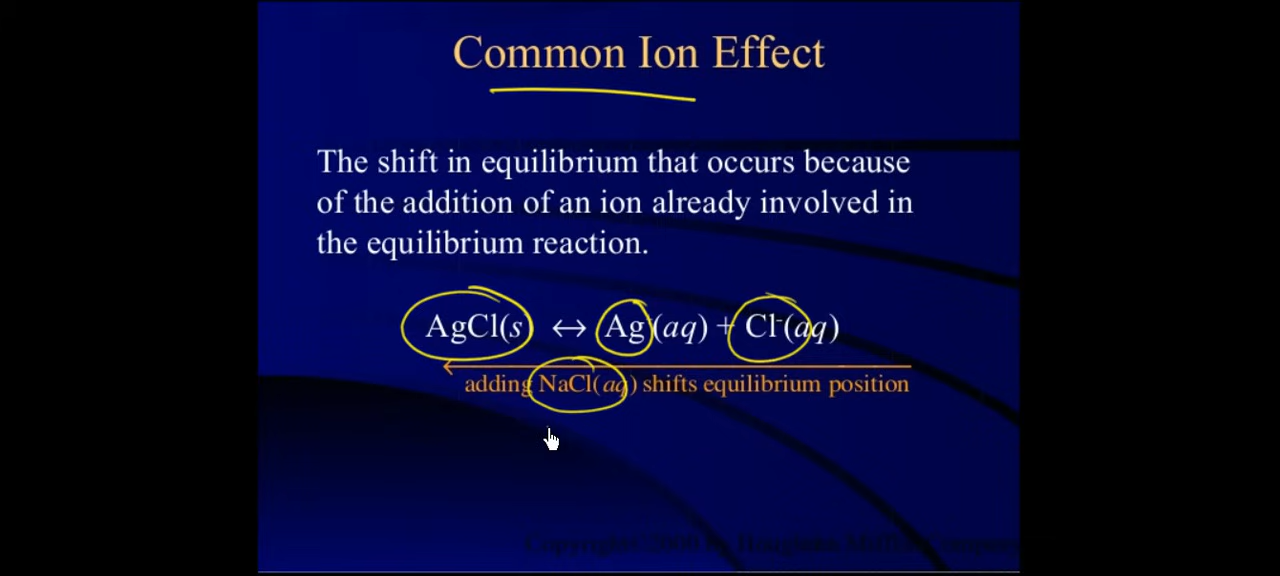 Common Ion Effect
The shift in equilibrium that occurs because
of the addition of an ion already involved in
the equilibrium reaction.
AgCl(s) ↔ Ag (aq) + Cl⁻(aq)
adding NaCl(aq) shifts equilibrium position